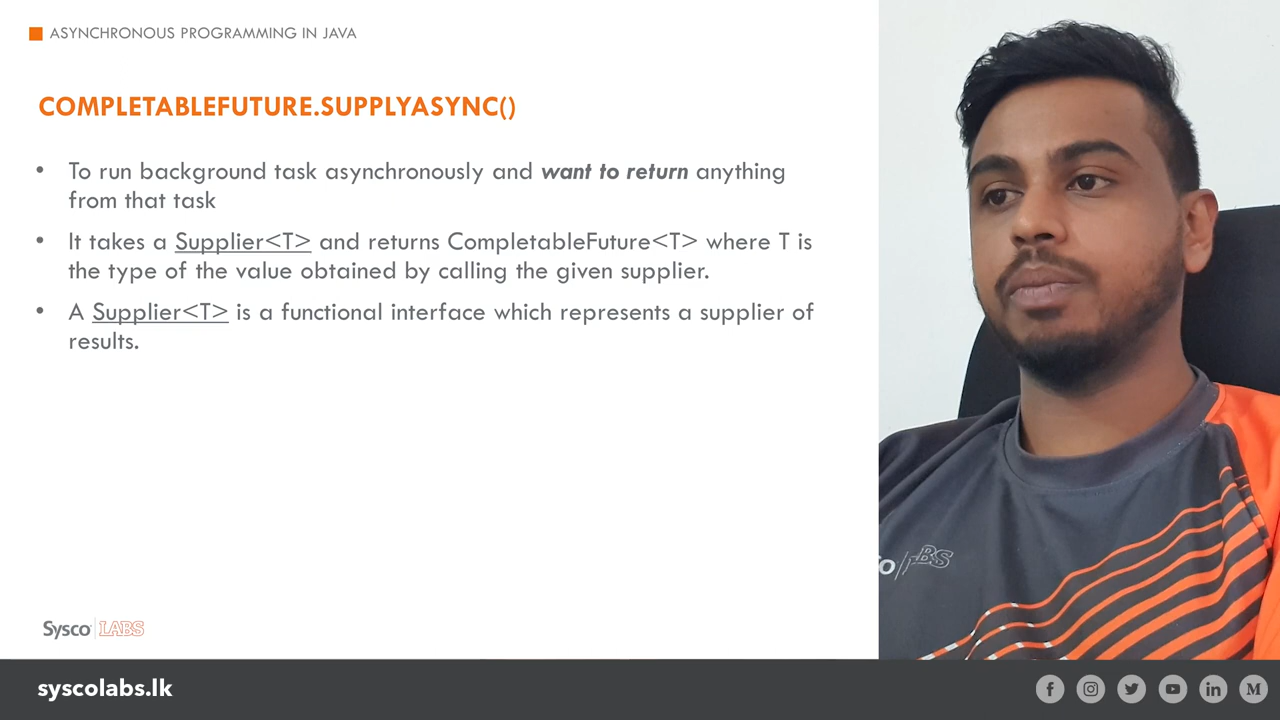 ASYNCHRONOUS PROGRAMMING IN JAVA
COMPLETABLEFUTURE.SUPPLYASYNC()
• To run background task asynchronously and want to return anything
from that task
• It takes a Supplier<T> and returns CompletableFuture<T> where T is
the type of the value obtained by calling the given supplier.
• A Supplier<T> is a functional interface which represents a supplier of
results.
Sysco LABS
syscolabs.lk